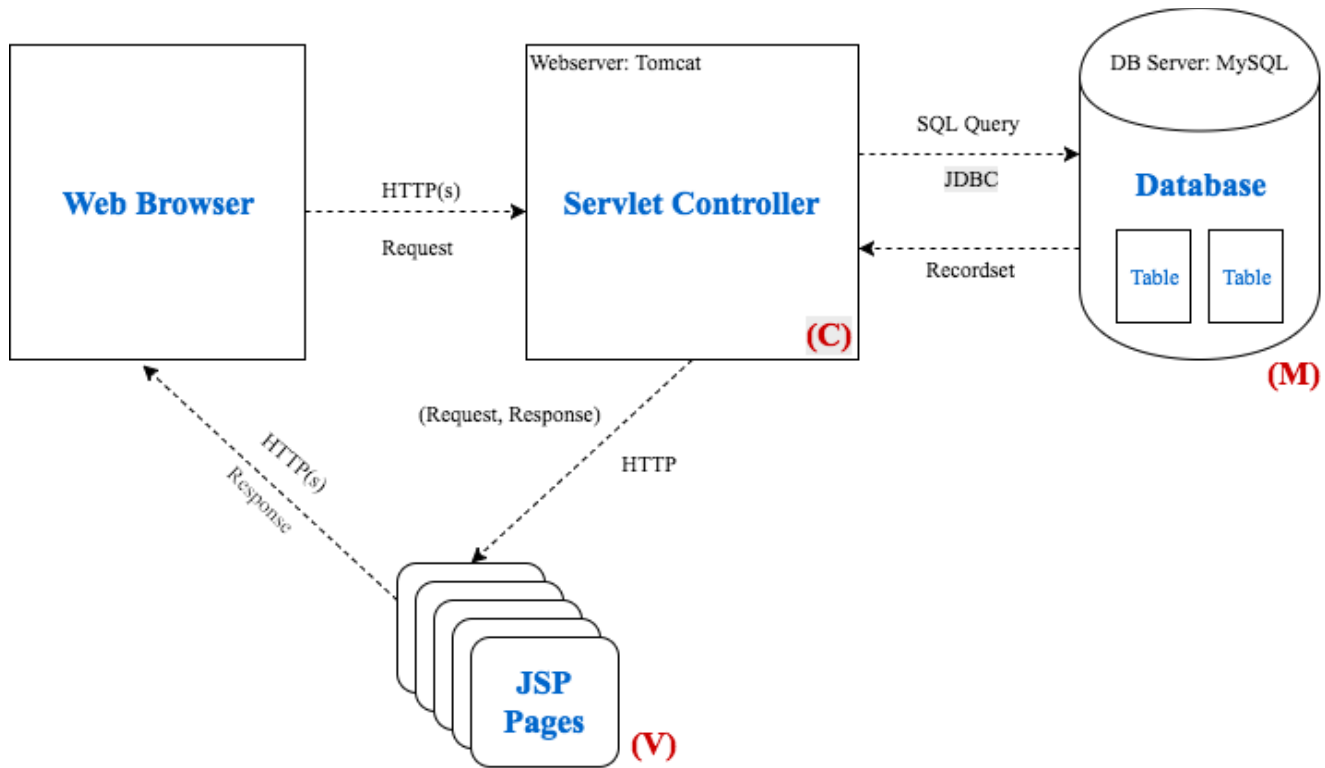 Webserver: Tomcat
DB Server: MySQL
Web Browser
HTTP(s)
Request
Servlet Controller
(C)
SQL Query
JDBC
Recordset
Database
Table
Table
(M)
(Request, Response)
HTTP
HTTP(s)
Response
JSP
Pages
(V)